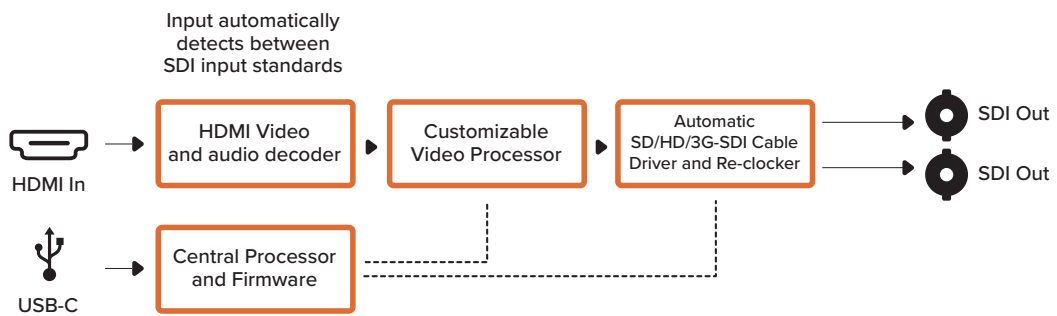 Input automatically
detects between
SDI input standards
HDMI In
HDMI Video
and audio decoder
Customizable
Video Processor
Automatic
SD/HD/3G-SDI Cable
Driver and Re-clocker
SDI Out
SDI Out
USB-C
Central Processor
and Firmware